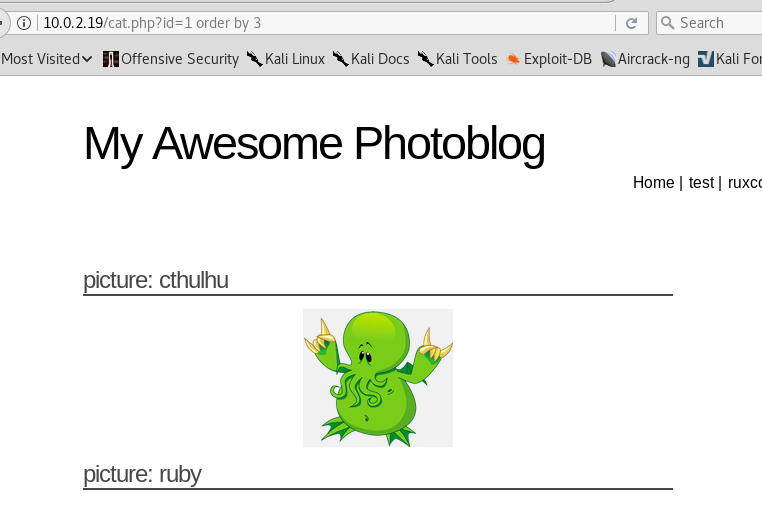 10.0.2.19/cat.php?id=1 order by 3
Search
Most Visited Offensive Security Kali Linux Kali Docs Kali Tools Exploit-DB Aircrack-ng Kali For
My Awesome Photoblog
Home | test | ruxc
picture: cthulhu
picture: ruby